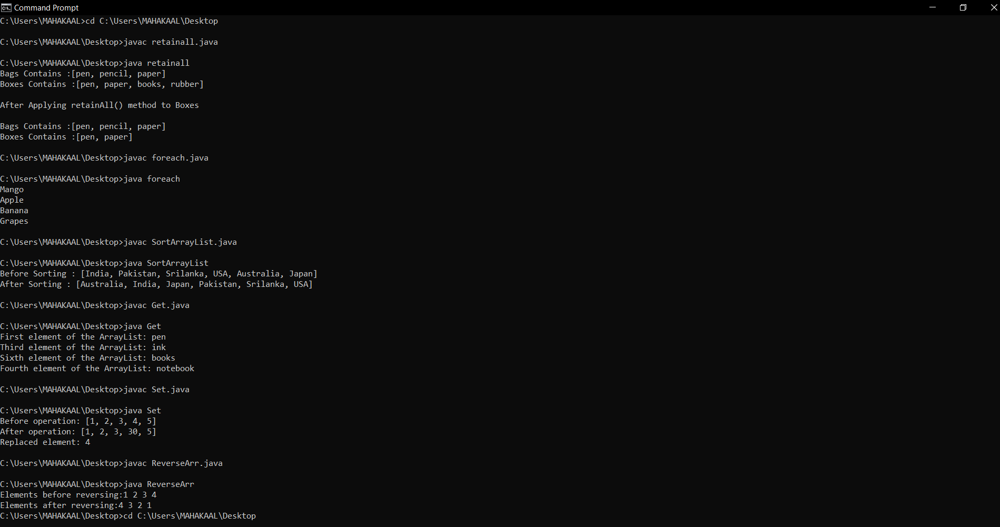 Command Prompt
C:\Users\MAHAKAAL>cd C:\Users\MAHAKAAL\Desktop
C:\Users\MAHAKAAL\Desktop>javac retainall.java
C:\Users\MAHAKAAL\Desktop>java retainall
Bags Contains :[pen, pencil, paper]
Boxes Contains :[pen, paper, books, rubber]
After Applying retainAll() method to Boxes
Bags Contains :[pen, pencil, paper]
Boxes Contains :[pen, paper]
C:\Users\MAHAKAAL\Desktop>javac foreach.java
C:\Users\MAHAKAAL\Desktop>java foreach
Mango
Apple
Banana
Grapes
C:\Users\MAHAKAAL\Desktop>javac SortArrayList.java
C:\Users\MAHAKAAL\Desktop>java SortArrayList
Before Sorting : [India, Pakistan, Srilanka, USA, Australia, Japan]
After Sorting : [Australia, India, Japan, Pakistan, Srilanka, USA]
C:\Users\MAHAKAAL\Desktop>javac Get.java
C:\Users\MAHAKAAL\Desktop>java Get
First element of the ArrayList: pen
Third element of the ArrayList: ink
Sixth element of the ArrayList: books
Fourth element of the ArrayList: notebook
C:\Users\MAHAKAAL\Desktop>javac Set.java
C:\Users\MAHAKAAL\Desktop>java Set
Before operation: [1, 2, 3, 4, 5]
After operation: [1, 2, 3, 30, 5]
Replaced element: 4
C:\Users\MAHAKAAL\Desktop>javac ReverseArr.java
C:\Users\MAHAKAAL\Desktop>java ReverseArr
Elements before reversing:1 2 3 4
Elements after reversing:4 3 2 1
C:\Users\MAHAKAAL\Desktop>cd C:\Users\MAHAKAAL\Desktop